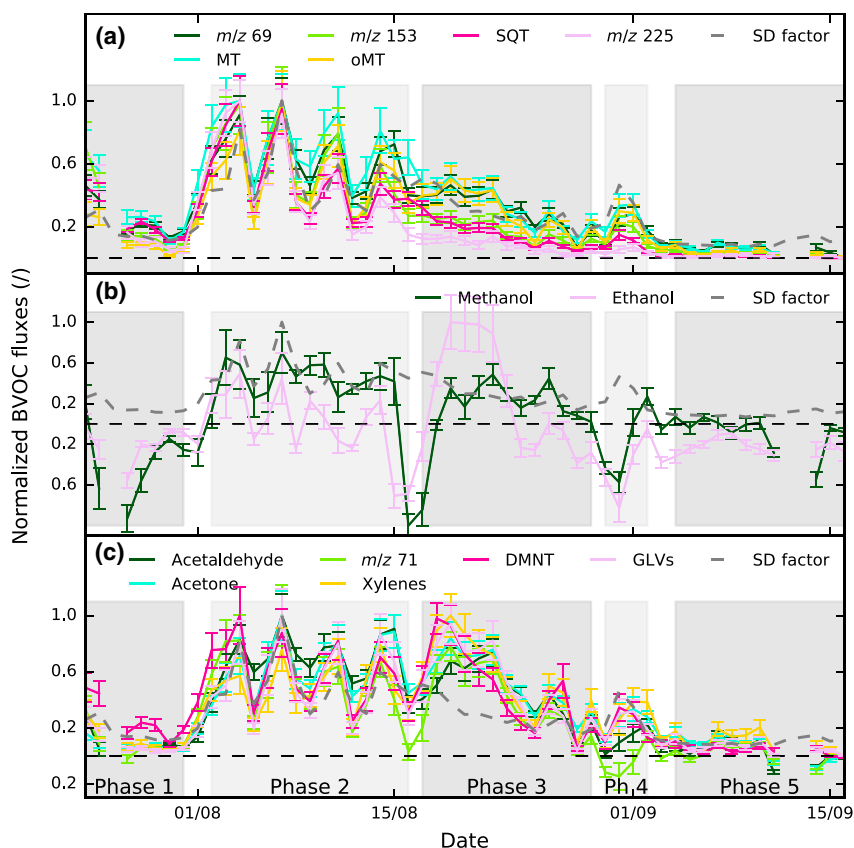 (a) m/z 69 m/z 153 SQT m/z 225 SD factor
MT oMT
1.0
0.6
0.2
(b) Methanol Ethanol SD factor
1.0
0.6
0.2
0.2
0.6
Normalized BVOC fluxes (/)
(c) Acetaldehyde m/z 71 DMNT GLVs SD factor
Acetone Xylenes
1.0
0.6
0.2
0.2
Phase 1 Phase 2 Phase 3 Ph.4 Phase 5
01/08 15/08 01/09 15/09
Date